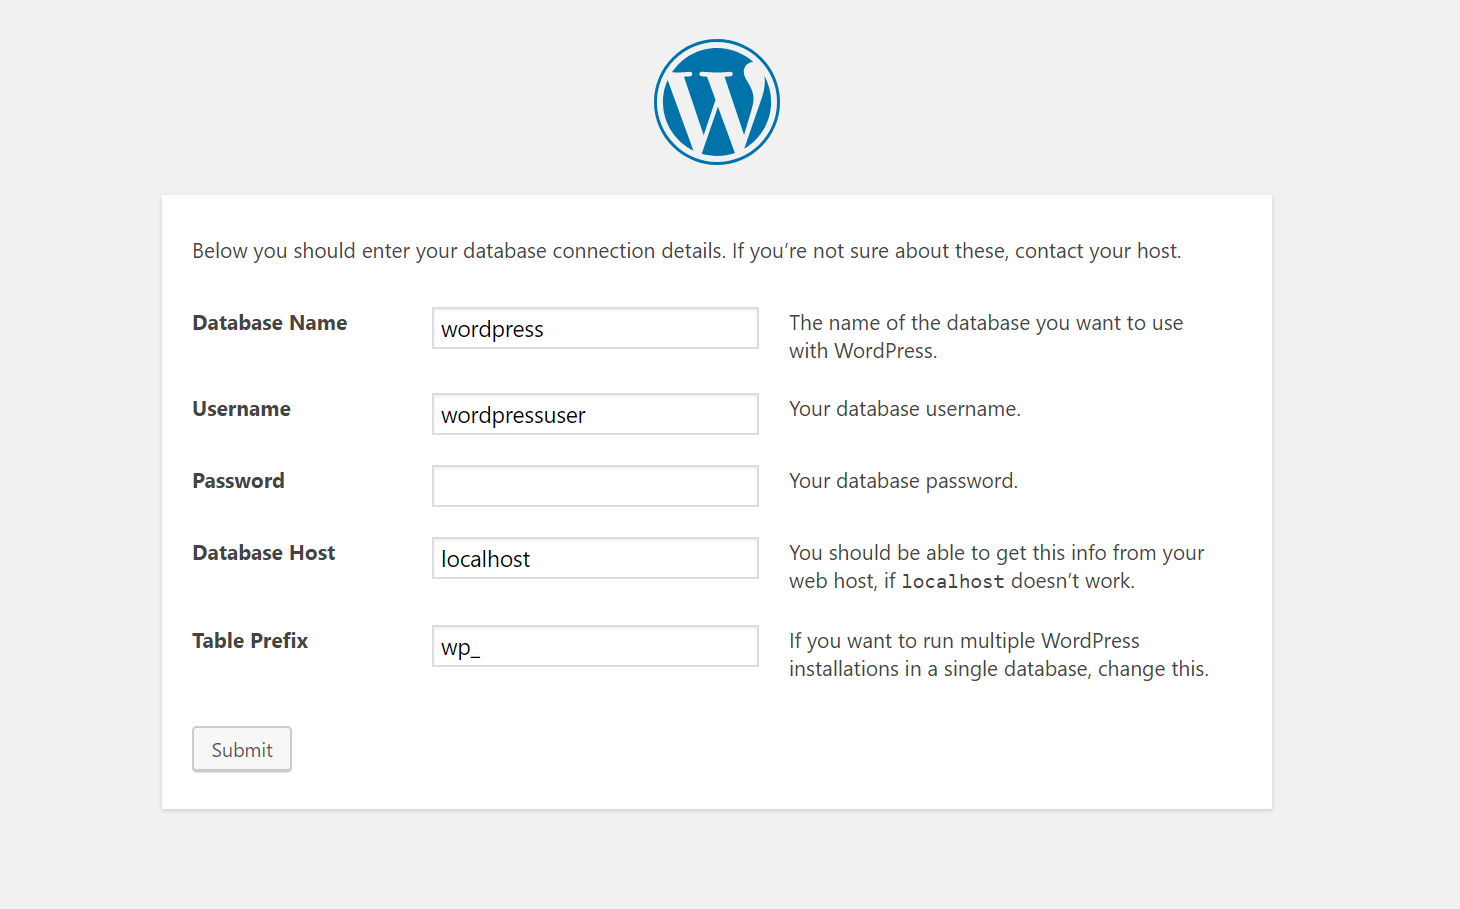 Below you should enter your database connection details. If you’re not sure about these, contact your host.
Database Name
wordpress
The name of the database you want to use
with WordPress.
Username
wordpressuser
Your database username.
Password
Your database password.
Database Host
localhost
You should be able to get this info from your
web host, if localhost doesn’t work.
Table Prefix
wp_
If you want to run multiple WordPress
installations in a single database, change this.
Submit